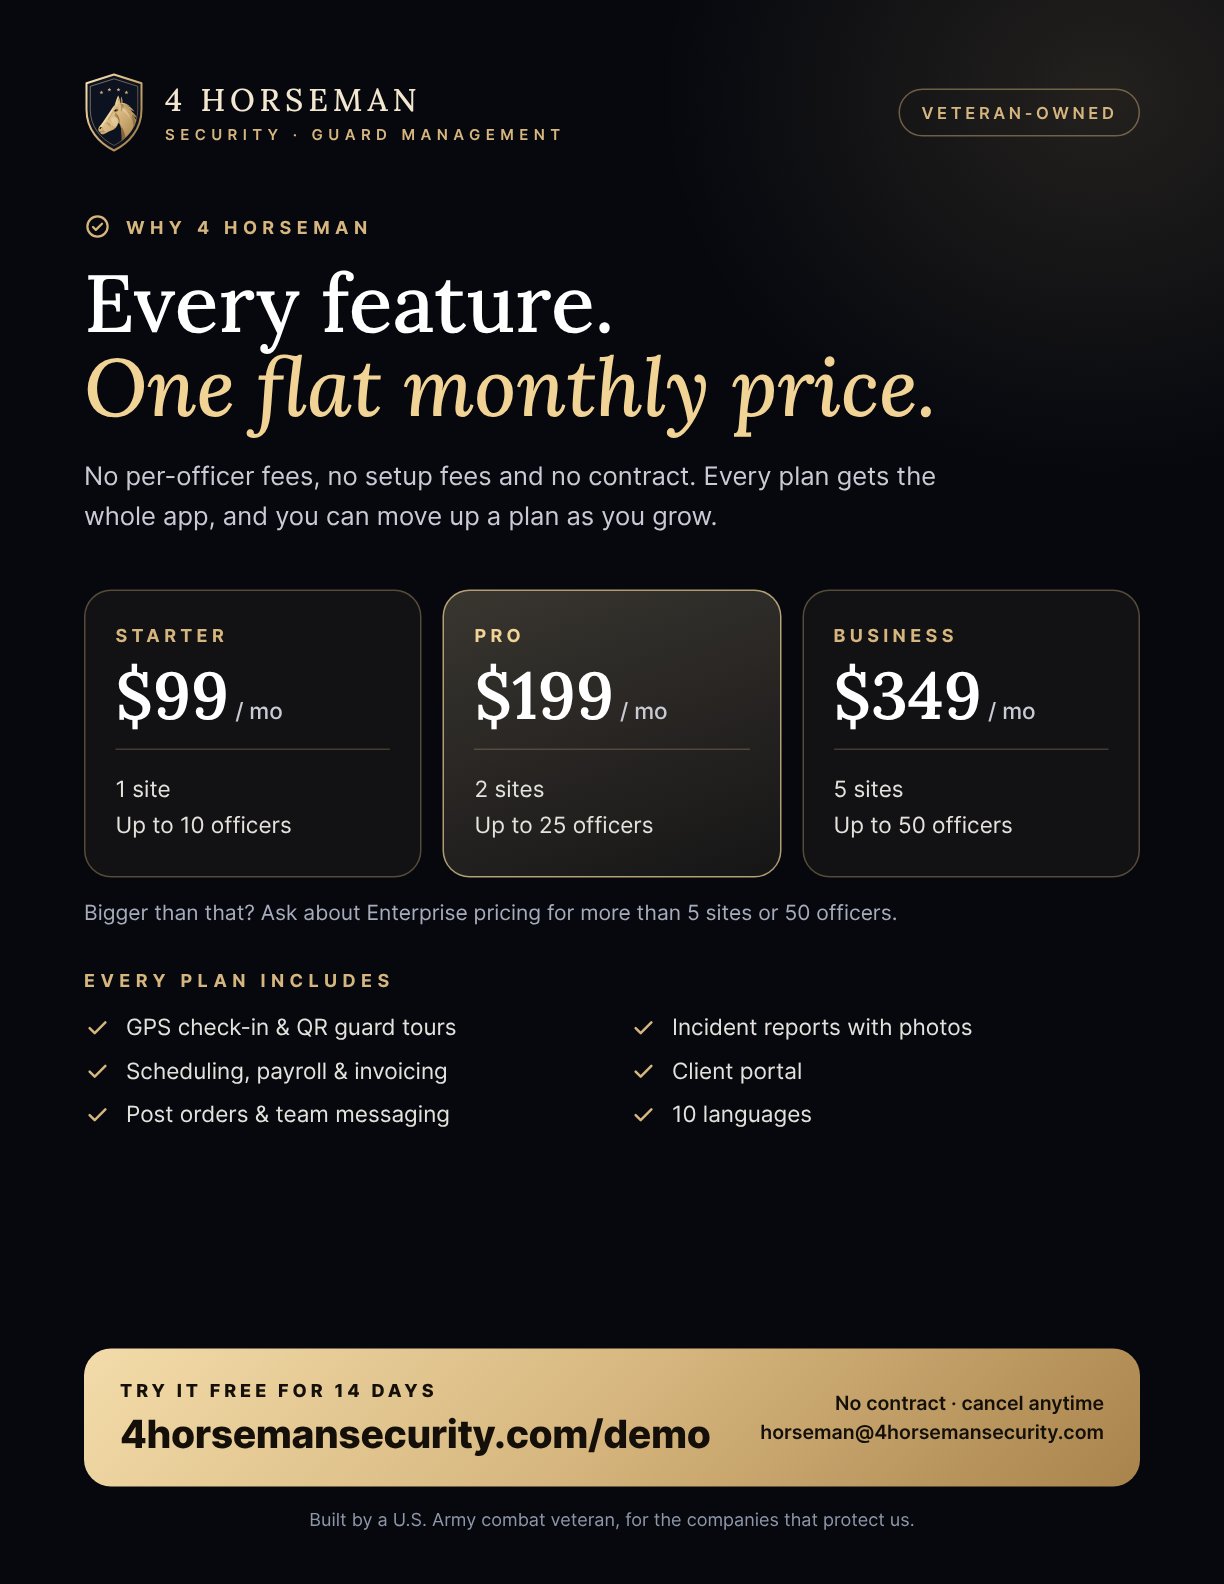 4 HORSEMAN
SECURITY · GUARD MANAGEMENT
VETERAN-OWNED
WHY 4 HORSEMAN
Every feature.
One flat monthly price.
No per-officer fees, no setup fees and no contract. Every plan gets the
whole app, and you can move up a plan as you grow.
STARTER
$99 / mo
1 site
Up to 10 officers
PRO
$199 / mo
2 sites
Up to 25 officers
BUSINESS
$349 / mo
5 sites
Up to 50 officers
Bigger than that? Ask about Enterprise pricing for more than 5 sites or 50 officers.
EVERY PLAN INCLUDES
GPS check-in & QR guard tours
Scheduling, payroll & invoicing
Post orders & team messaging
Incident reports with photos
Client portal
10 languages
TRY IT FREE FOR 14 DAYS
4horsemansecurity.com/demo
No contract · cancel anytime
horseman@4horsemansecurity.com
Built by a U.S. Army combat veteran, for the companies that protect us.